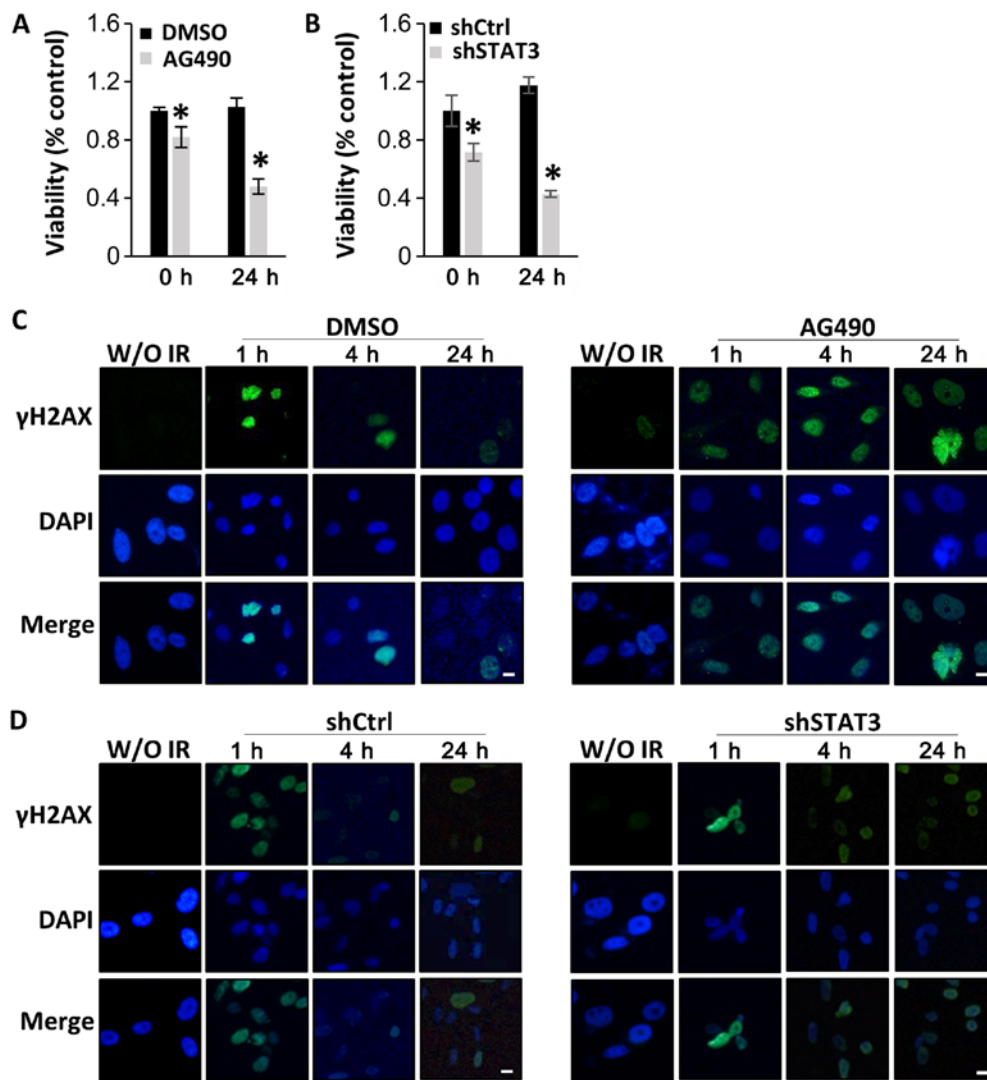 A
1.6
DMSO
AG490
1.2
0.8
0.4
0
Viability (% control)
*
*
0 h
24 h
B
1.6
shCtrl
shSTAT3
1.2
0.8
0.4
0
Viability (% control)
*
*
0 h
24 h
C
DMSO
AG490
W/O IR
1 h
4 h
24 h
W/O IR
1 h
4 h
24 h
γH2AX
DAPI
Merge
D
shCtrl
shSTAT3
W/O IR
1 h
4 h
24 h
W/O IR
1 h
4 h
24 h
γH2AX
DAPI
Merge